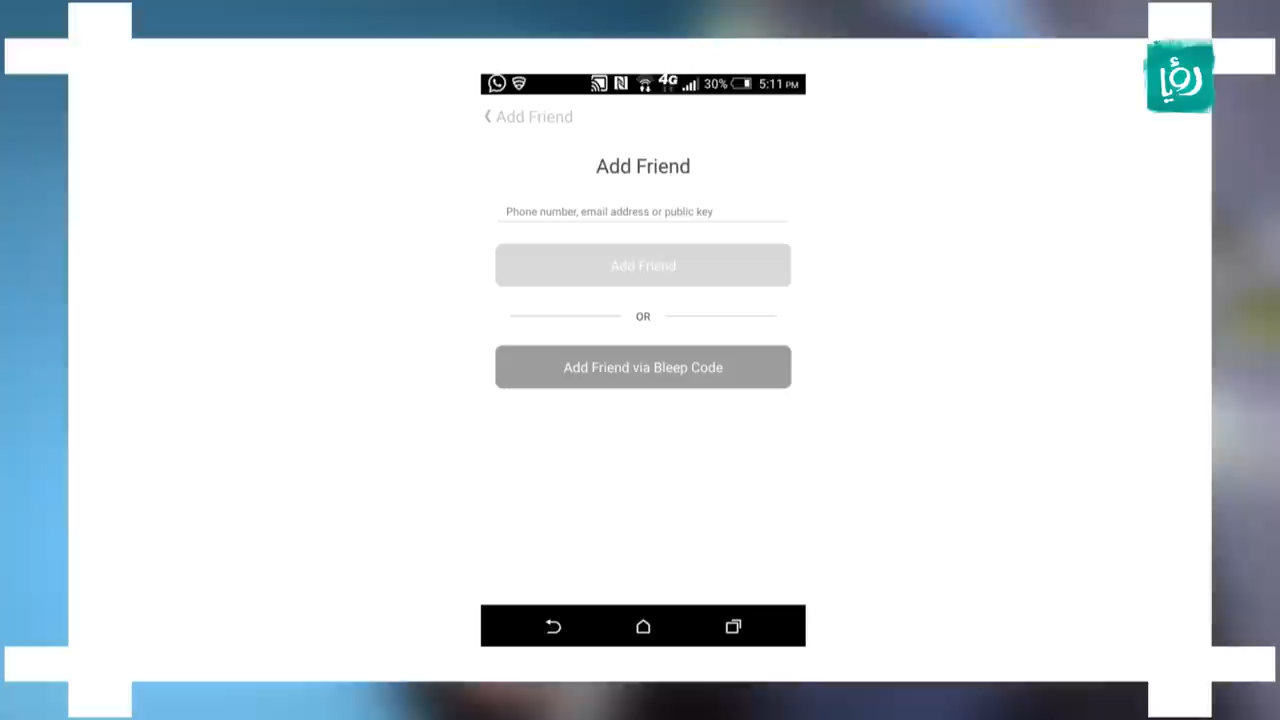 رؤيا
4G 30% 5:11 PM
Add Friend
Add Friend
Phone number, email address or public key
Add Friend
OR
Add Friend via Bleep Code